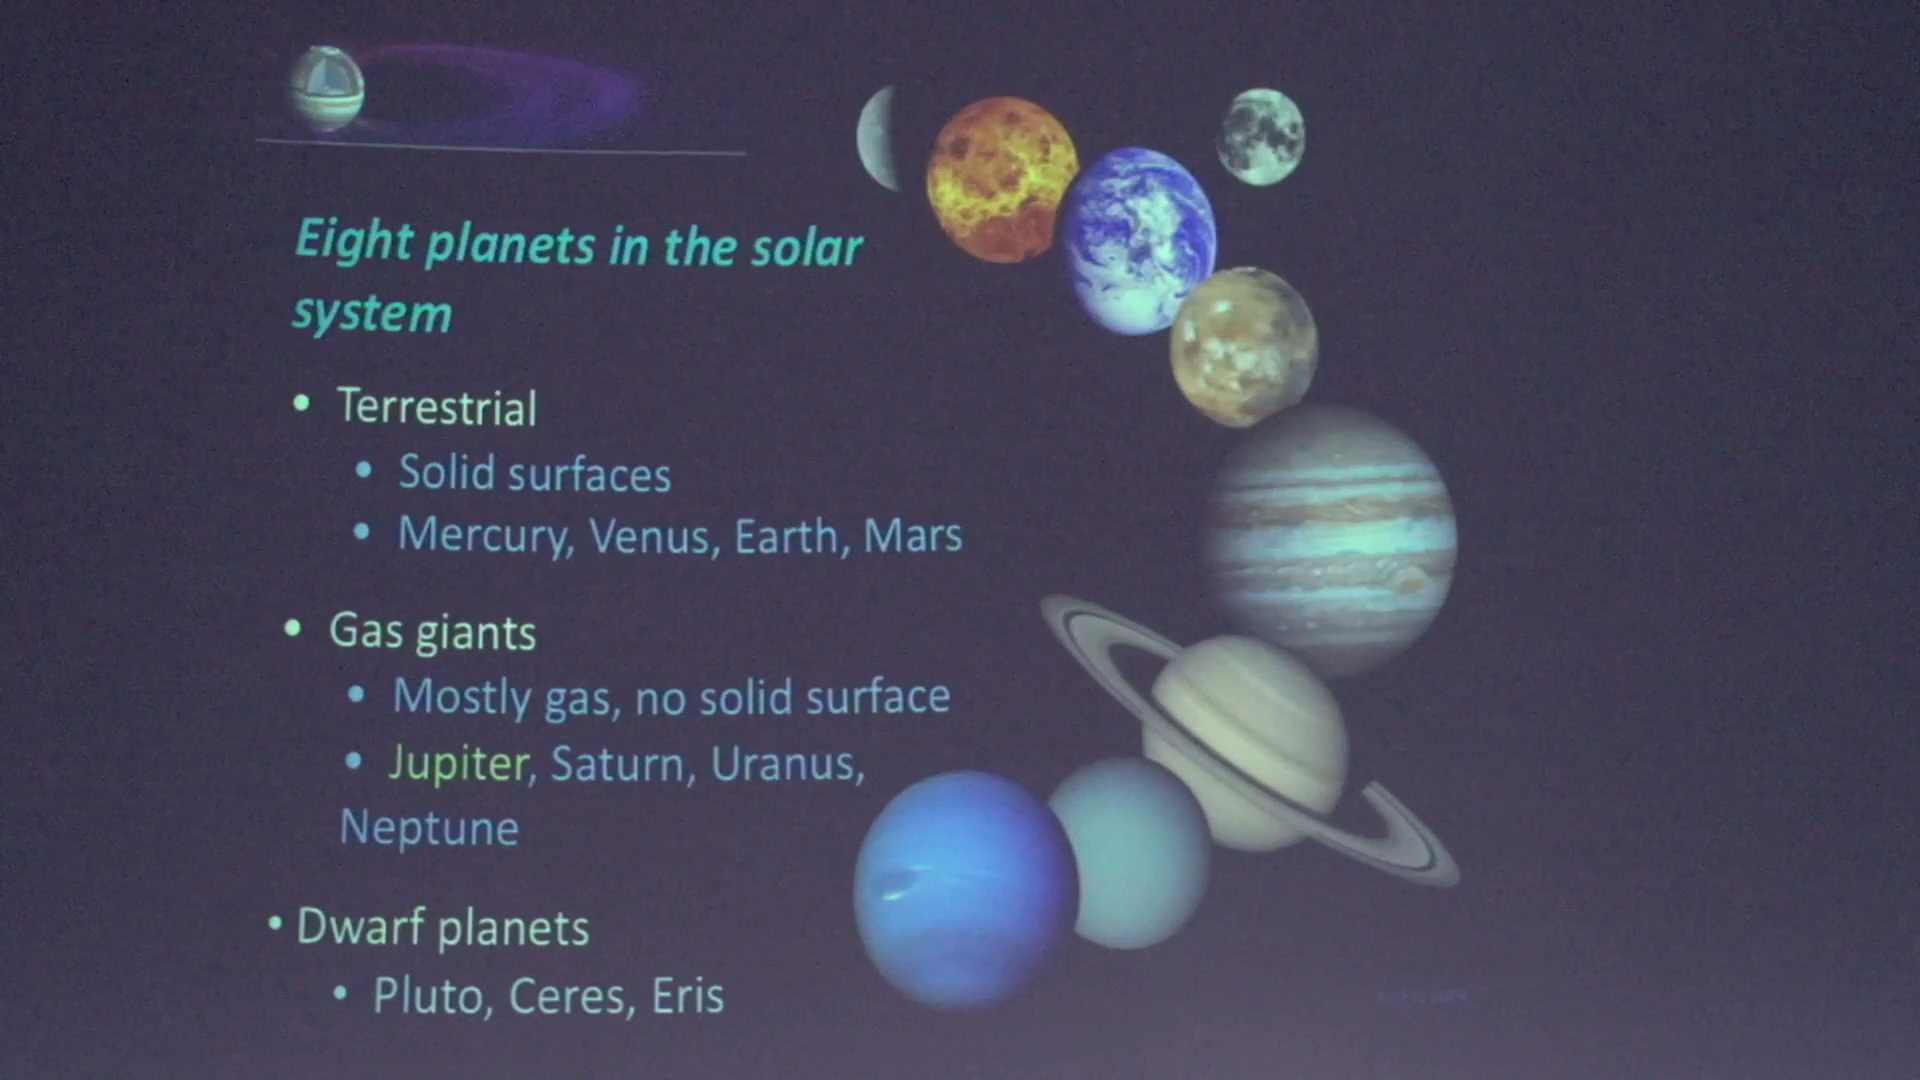 Eight planets in the solar
system
• Terrestrial
• Solid surfaces
• Mercury, Venus, Earth, Mars
• Gas giants
• Mostly gas, no solid surface
• Jupiter, Saturn, Uranus,
Neptune
• Dwarf planets
• Pluto, Ceres, Eris